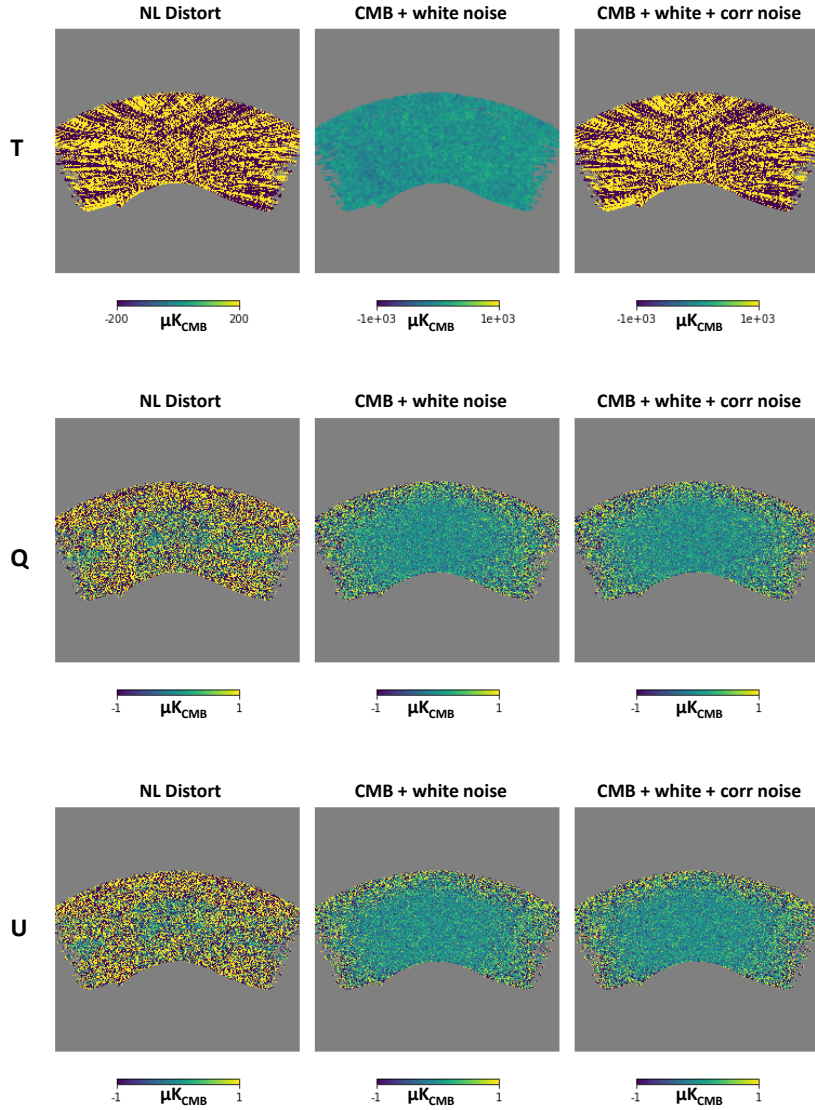 NL Distort CMB + white noise CMB + white + corr noise
T
-200 µK_CMB 200 -1e+03 µK_CMB 1e+03 -1e+03 µK_CMB 1e+03
NL Distort CMB + white noise CMB + white + corr noise
Q
-1 µK_CMB 1 -1 µK_CMB 1 -1 µK_CMB 1
NL Distort CMB + white noise CMB + white + corr noise
U
-1 µK_CMB 1 -1 µK_CMB 1 -1 µK_CMB 1